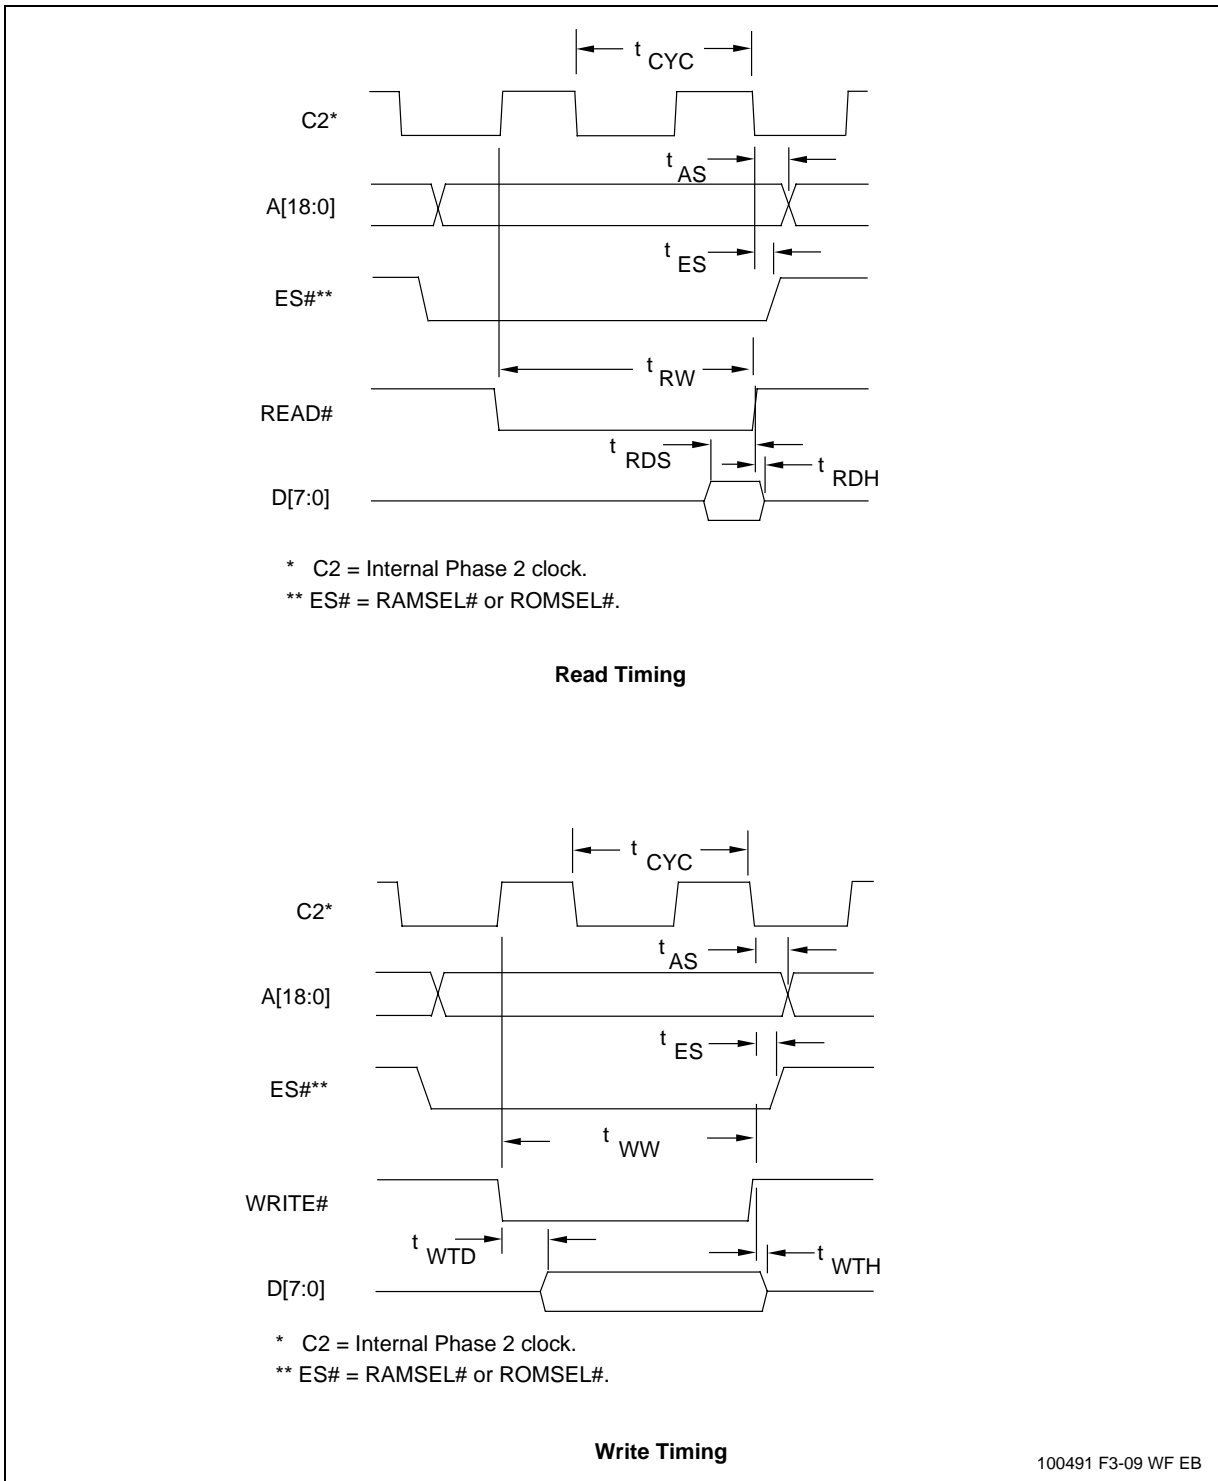 t CYC
C2*
t AS
A[18:0]
t ES
ES#**
t RW
READ#
t RDS
t RDH
D[7:0]
* C2 = Internal Phase 2 clock.
** ES# = RAMSEL# or ROMSEL#.
Read Timing
t CYC
C2*
t AS
A[18:0]
t ES
ES#**
t WW
WRITE#
t WTD
t WTH
D[7:0]
* C2 = Internal Phase 2 clock.
** ES# = RAMSEL# or ROMSEL#.
Write Timing
100491 F3-09 WF EB